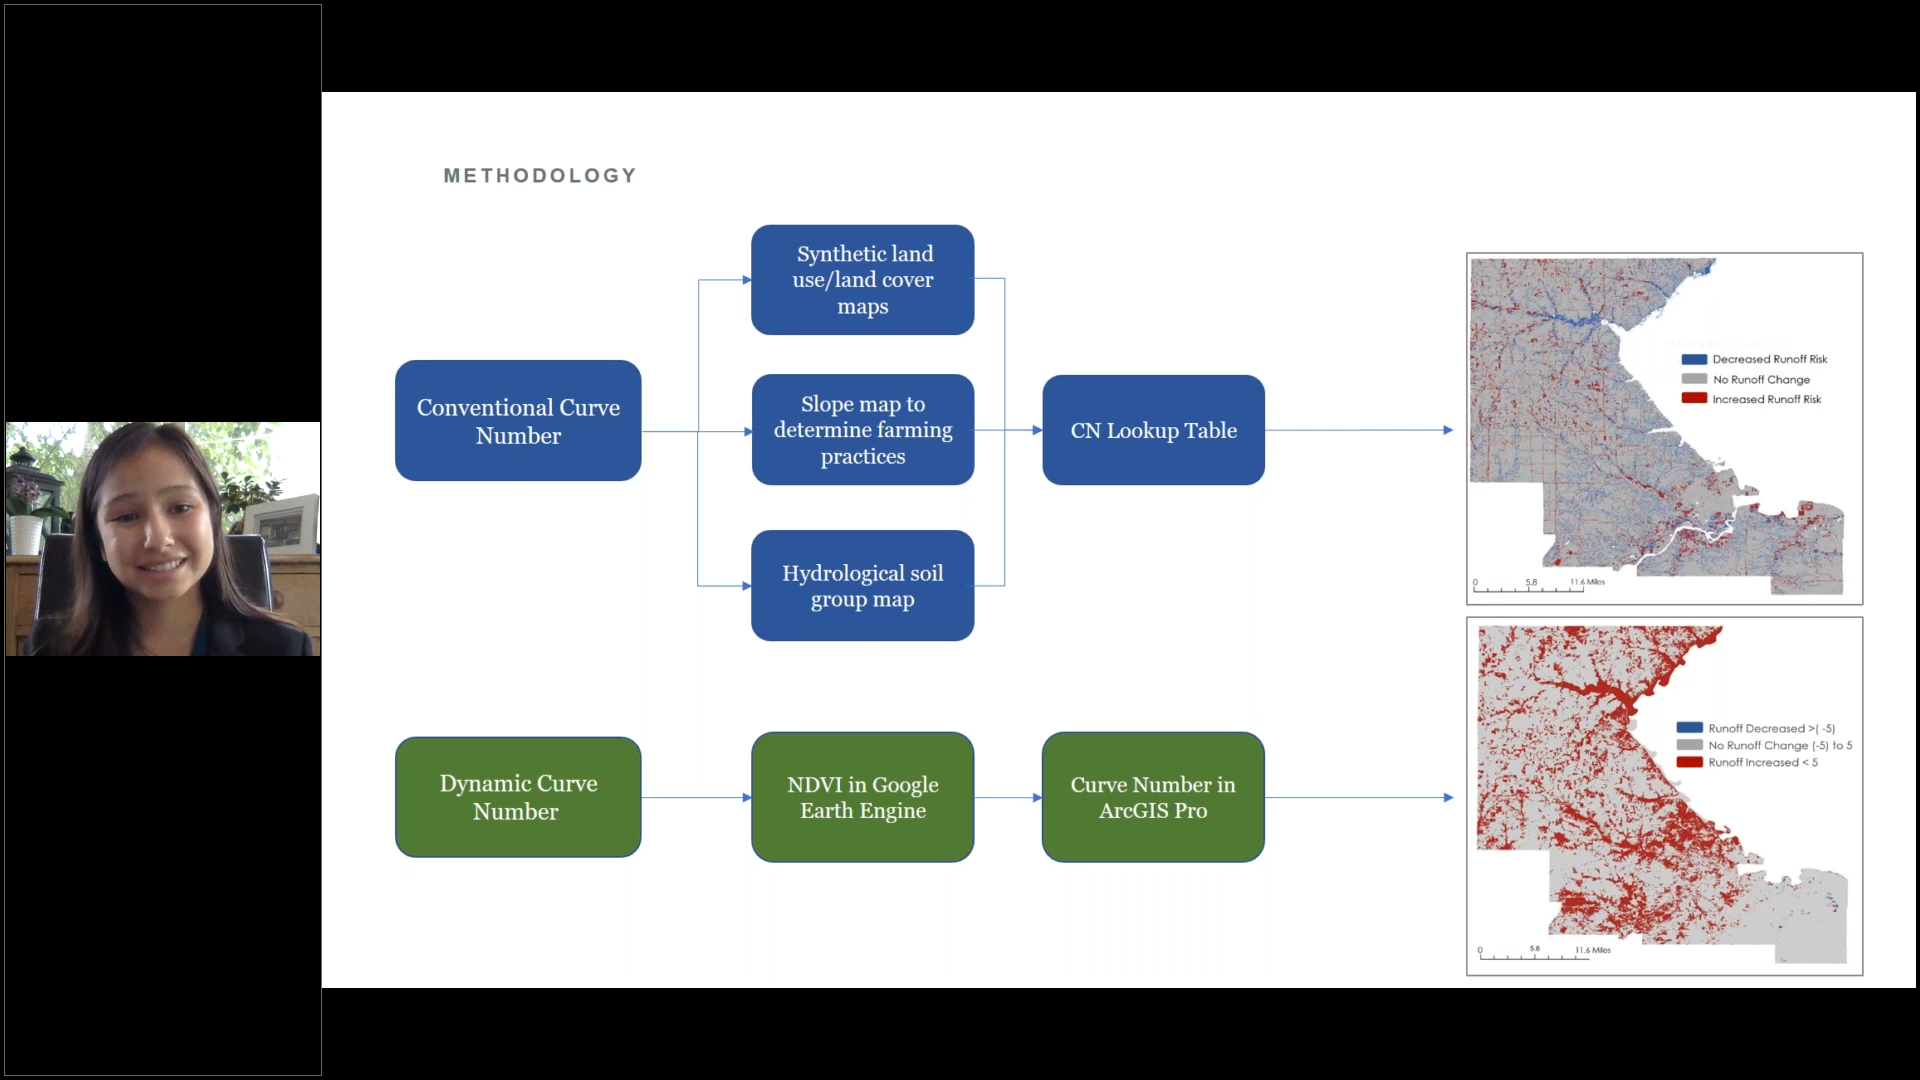 METHODOLOGY
Conventional Curve
Number
Synthetic land
use/land cover
maps
Slope map to
determine farming
practices
Hydrological soil
group map
CN Lookup Table
Decreased Runoff Risk
No Runoff Change
Increased Runoff Risk
0 5.8 11.6 Miles
Dynamic Curve
Number
NDVI in Google
Earth Engine
Curve Number in
ArcGIS Pro
Runoff Decreased >( -5)
No Runoff Change (-5) to 5
Runoff Increased < 5
0 5.8 11.6 Miles